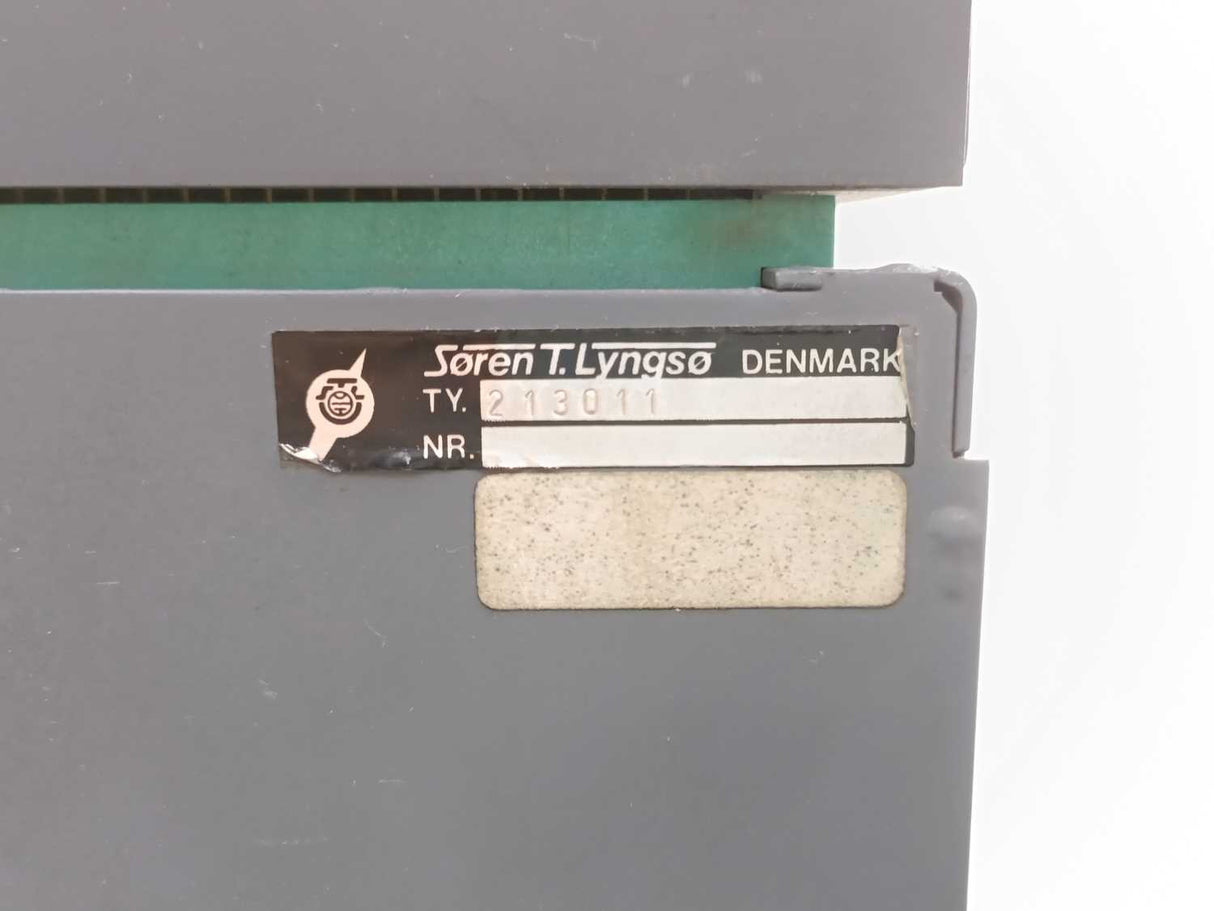 Søren T. Lyngsø DENMARK
TY. 213011
NR.